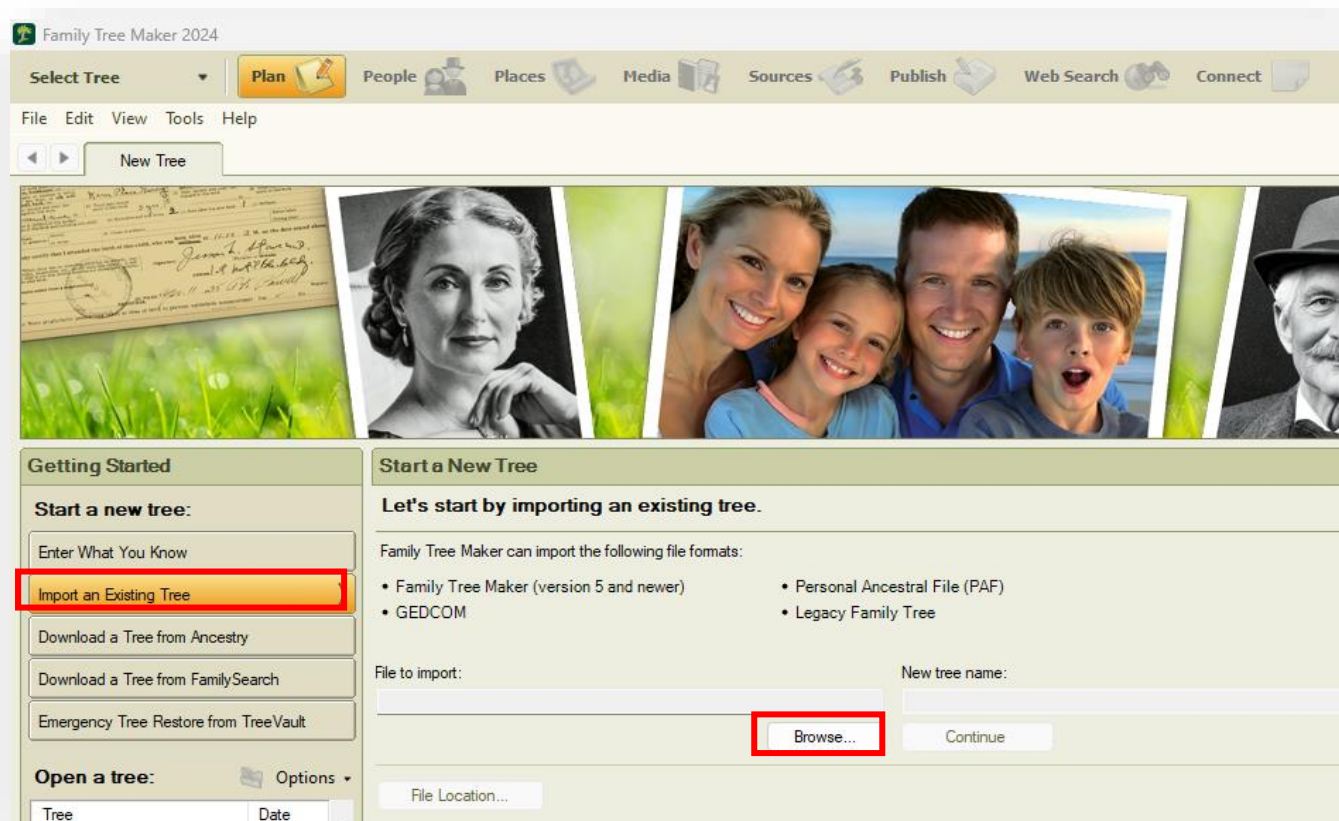 Family Tree Maker 2024
Select Tree Plan People Places Media Sources Publish Web Search Connect
File Edit View Tools Help
New Tree
Getting Started
Start a new tree:
Enter What You Know
Import an Existing Tree
Download a Tree from Ancestry
Download a Tree from FamilySearch
Emergency Tree Restore from TreeVault
Open a tree: Options
Tree Date
Start a New Tree
Let's start by importing an existing tree.
Family Tree Maker can import the following file formats:
• Family Tree Maker (version 5 and newer) • Personal Ancestral File (PAF)
• GEDCOM • Legacy Family Tree
File to import: New tree name:
Browse... Continue
File Location...